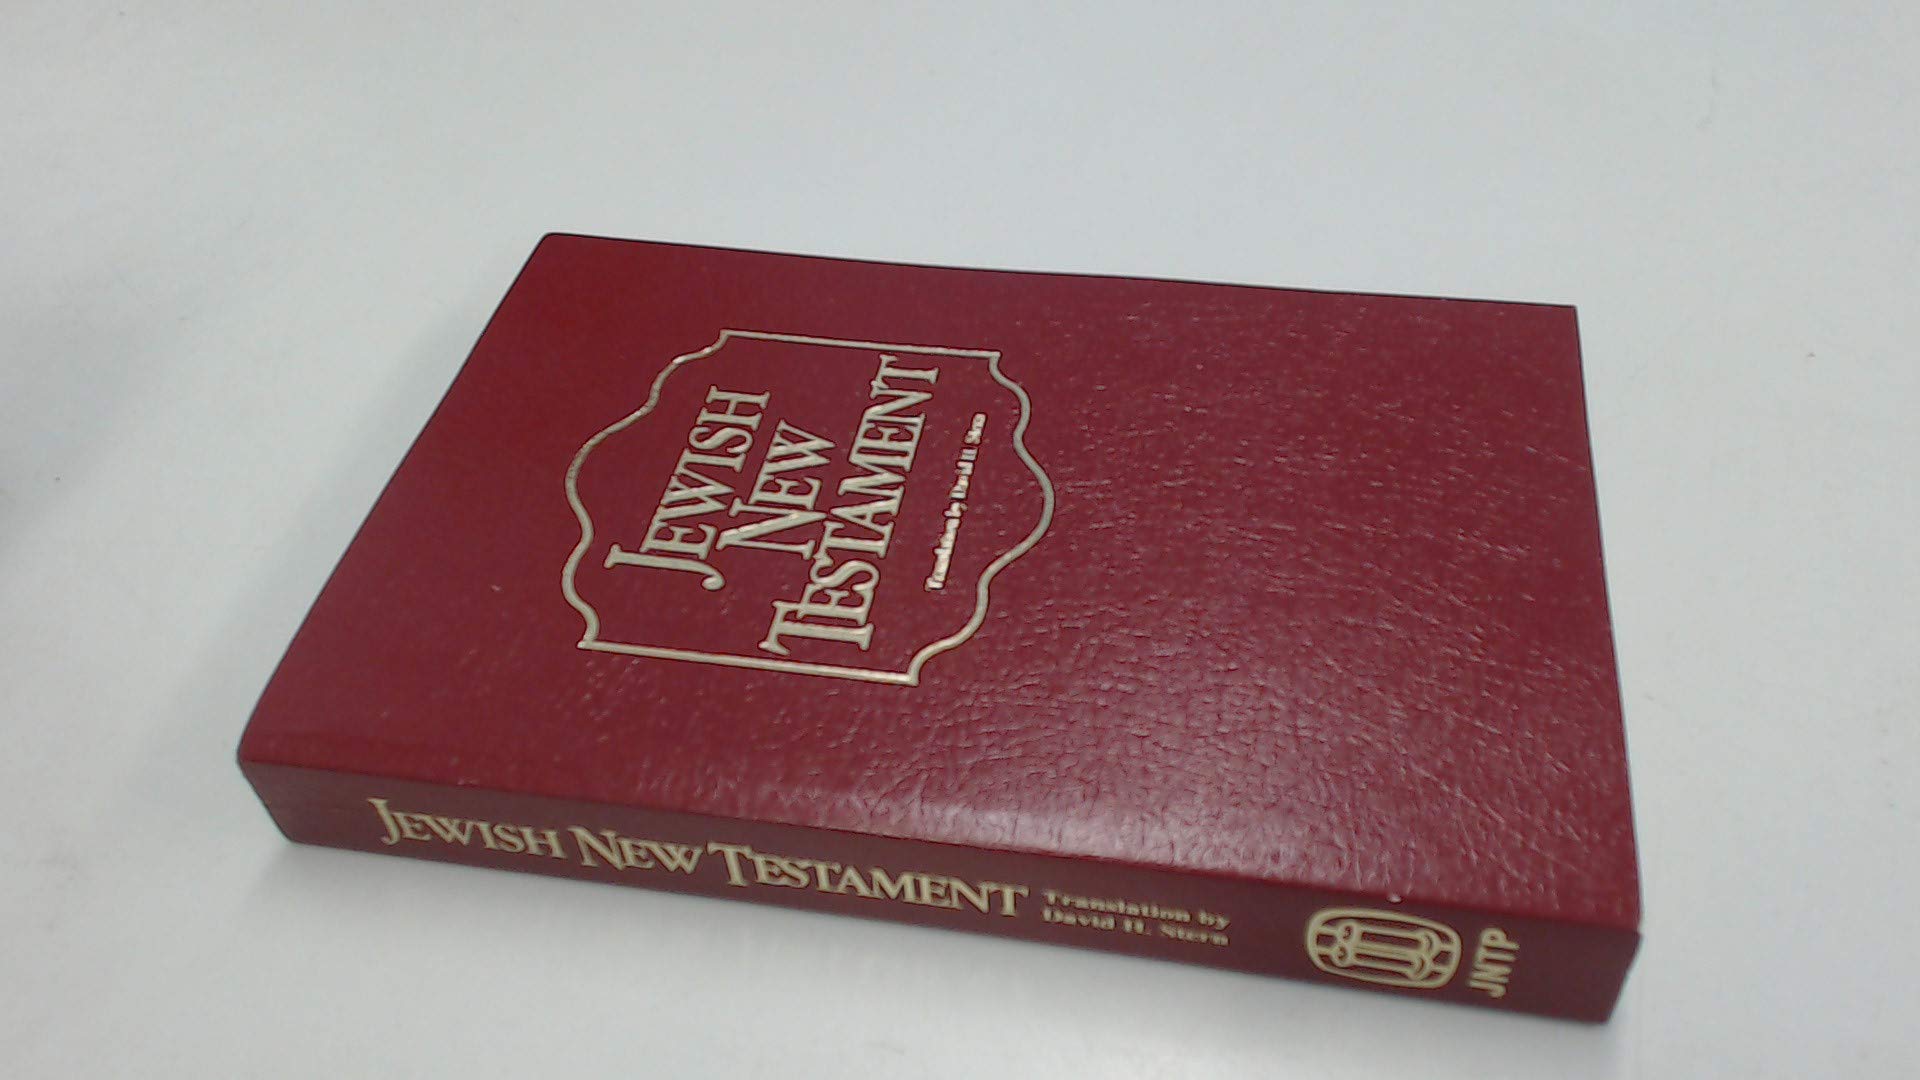 JEWISH
NEW
TESTAMENT
Translation by David H. Stern
JEWISH NEW TESTAMENT
Translation by
David H. Stern
JNTP